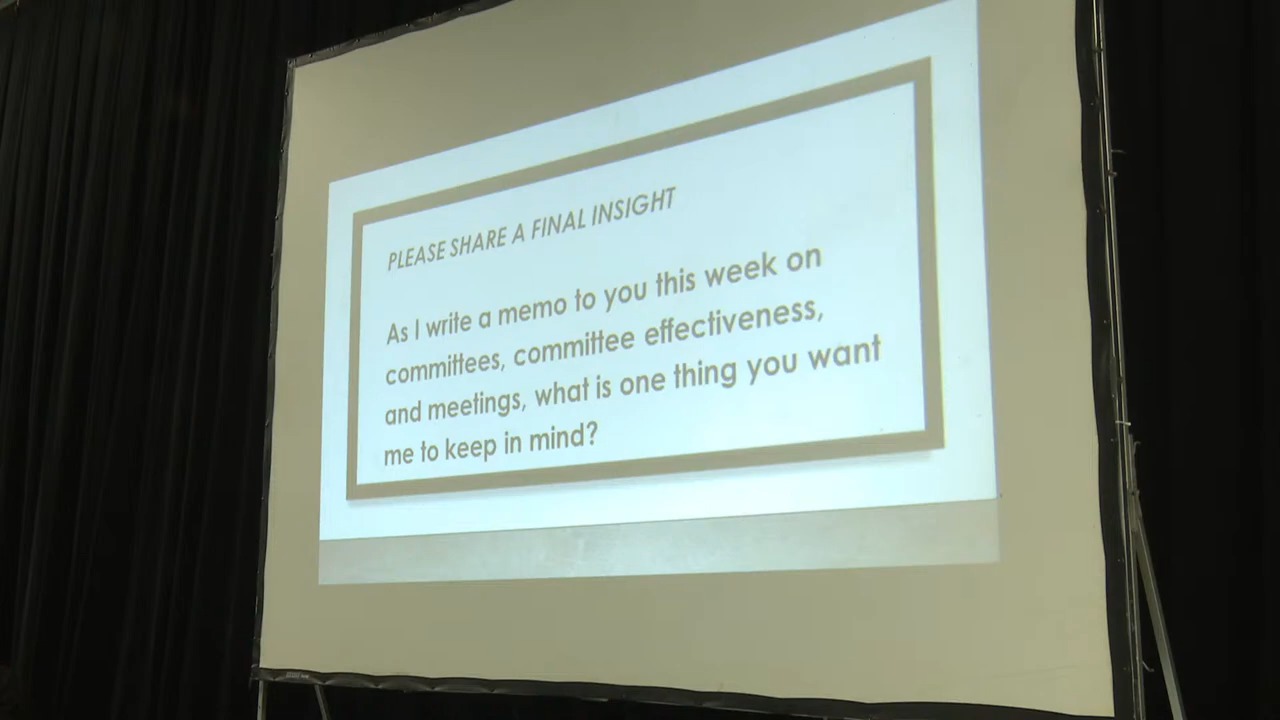 PLEASE SHARE A FINAL INSIGHT
As I write a memo to you this week on
committees, committee effectiveness,
and meetings, what is one thing you want
me to keep in mind?